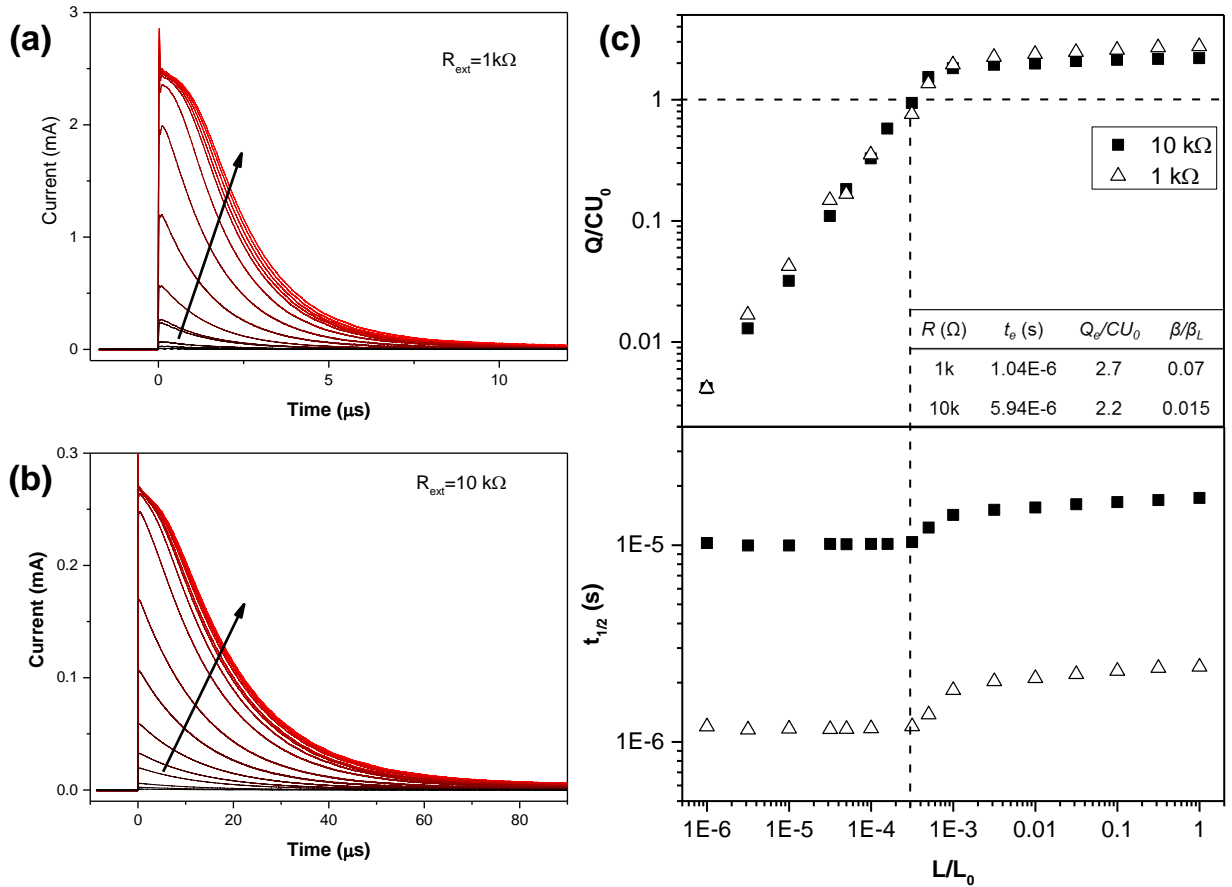 (a)
R_ext=1kΩ
3
2
1
0
Current (mA)
0 5 10
Time (μs)
(b)
R_ext=10 kΩ
0.3
0.2
0.1
0.0
Current (mA)
0 20 40 60 80
Time (μs)
(c)
1
0.1
0.01
Q/CU₀
10 kΩ
1 kΩ
R (Ω) t_e (s) Q_e/CU₀ β/β_L
1k 1.04E-6 2.7 0.07
10k 5.94E-6 2.2 0.015
1E-5
1E-6
t_1/2 (s)
1E-6 1E-5 1E-4 1E-3 0.01 0.1 1
L/L₀